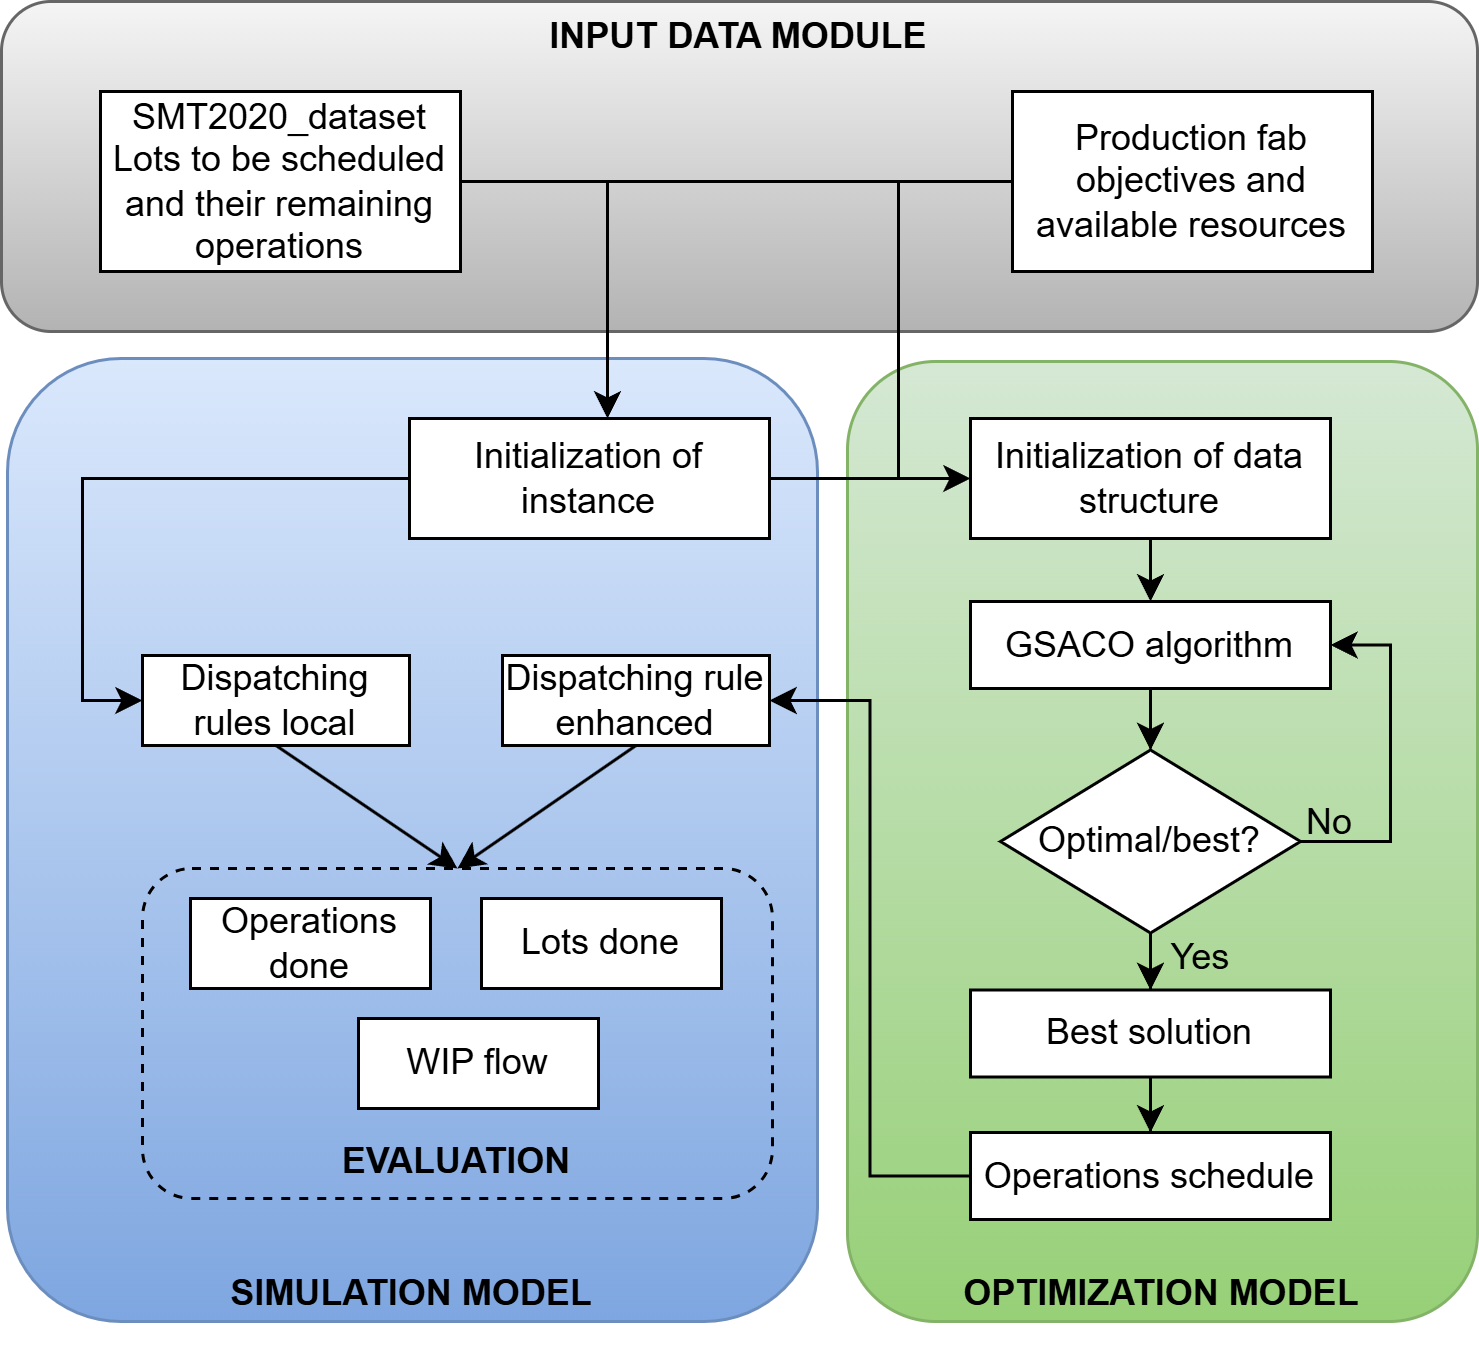 INPUT DATA MODULE
SMT2020_dataset
Lots to be scheduled
and their remaining
operations
Production fab
objectives and
available resources
Initialization of
instance
Dispatching
rules local
Dispatching rule
enhanced
Operations
done
Lots done
WIP flow
EVALUATION
SIMULATION MODEL
Initialization of data
structure
GSACO algorithm
Optimal/best?
No
Yes
Best solution
Operations schedule
OPTIMIZATION MODEL